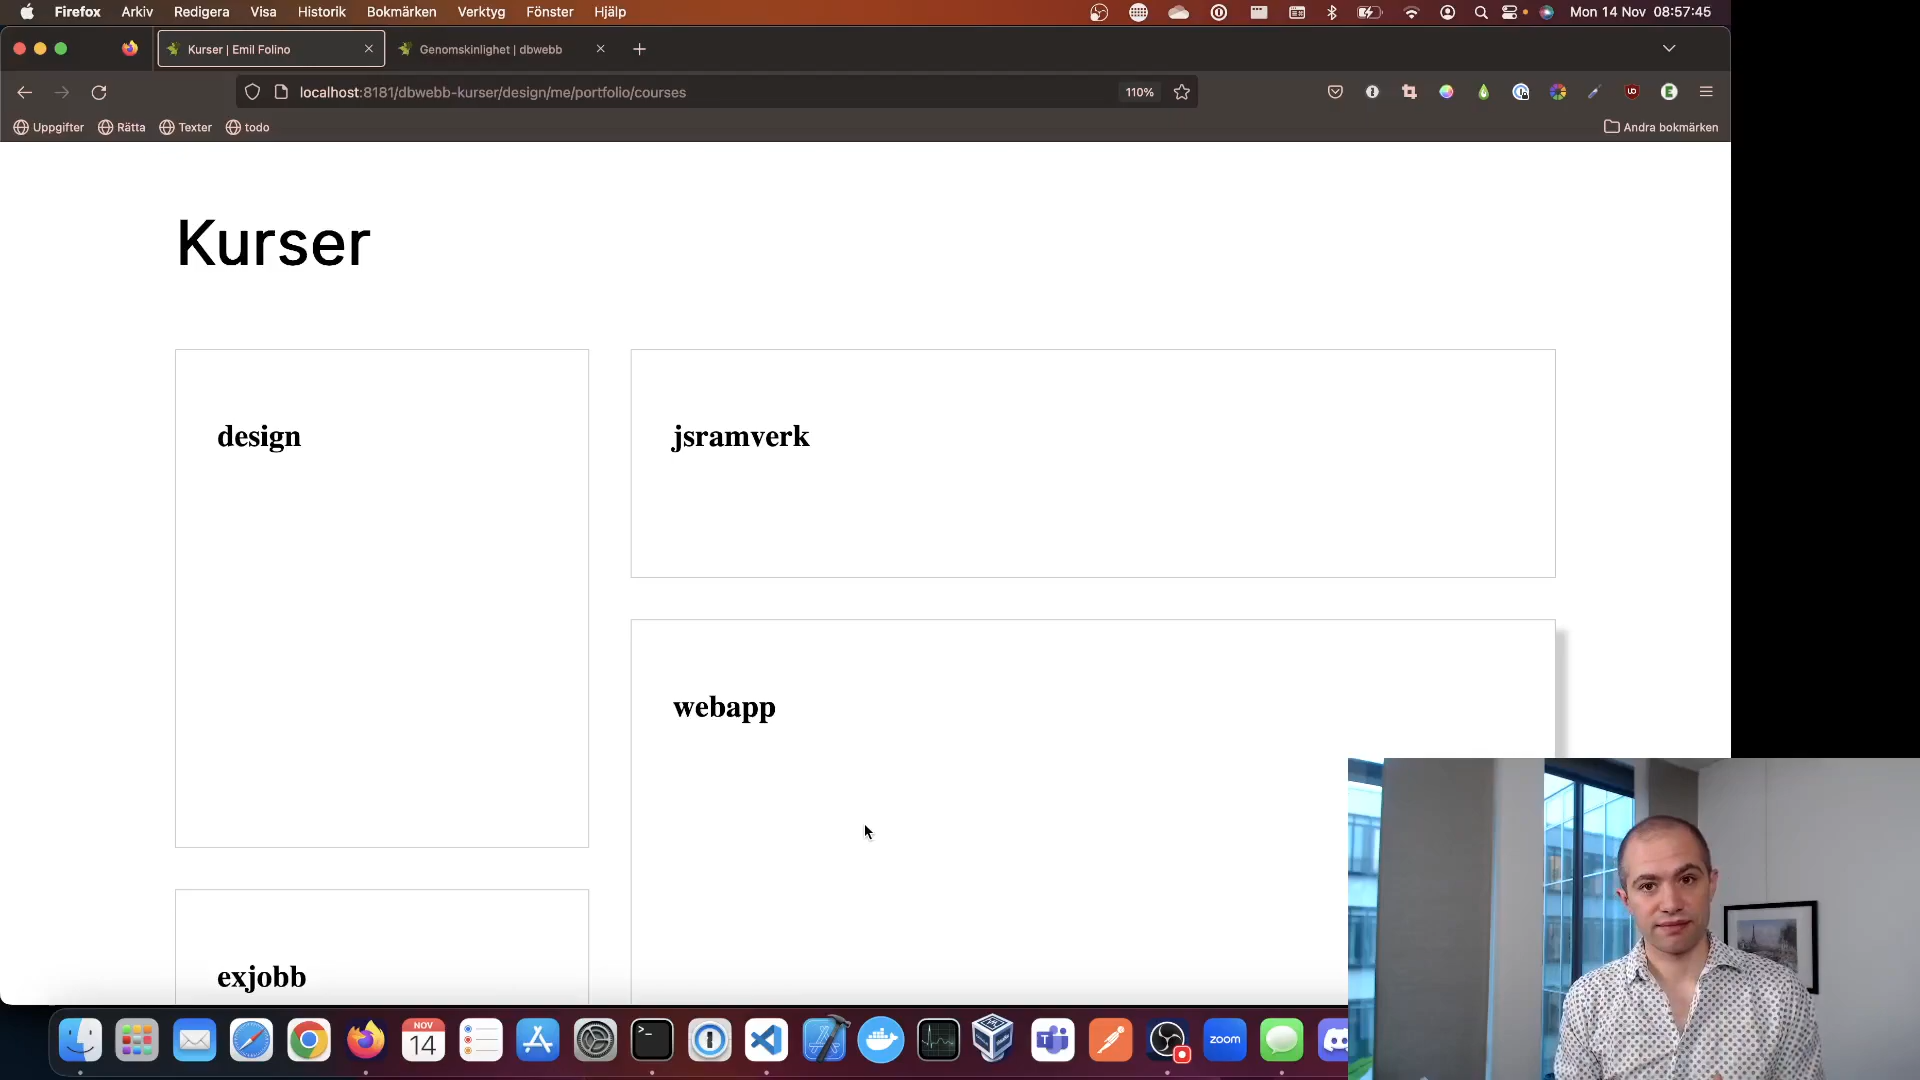 Firefox Arkiv Redigera Visa Historik Bokmärken Verktyg Fönster Hjälp Mon 14 Nov 08:57:45
Kurser | Emil Folino Genomskinlighet | dbwebb
localhost:8181/dbwebb-kurser/design/me/portfolio/courses 110%
Uppgifter Rätta Texter todo Andra bokmärken
Kurser
design
jsramverk
webapp
exjobb
NOV
14
zoom